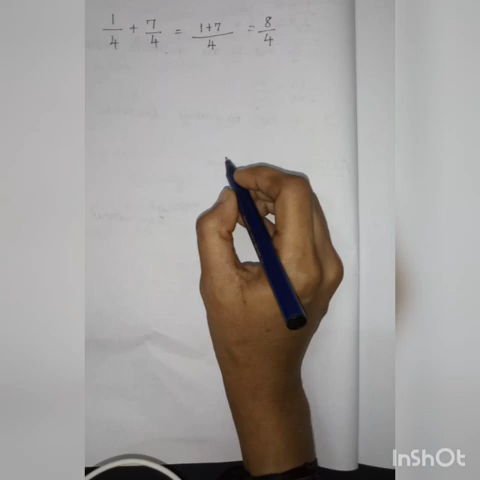 1/4 + 7/4 = 1+7/4 = 8/4
InShOt